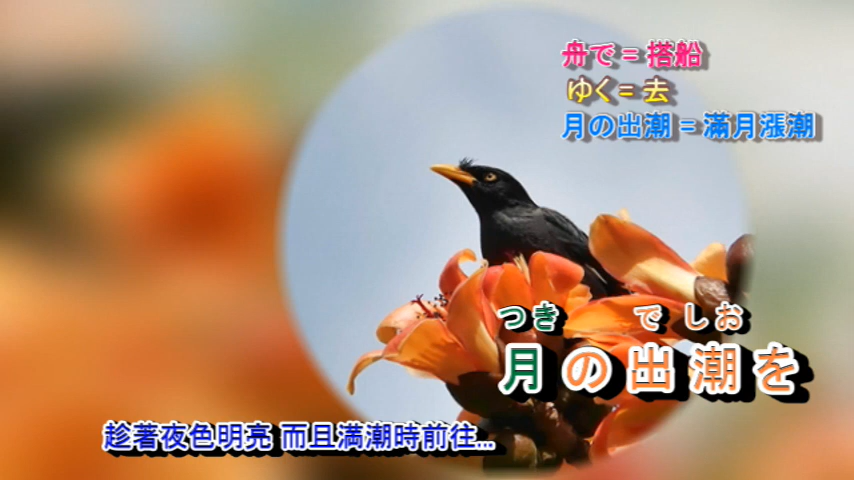 舟で = 搭船
ゆく = 去
月の出潮 = 滿月漲潮
つき で しお
月の出潮を
趁著夜色明亮 而且滿潮時前往...